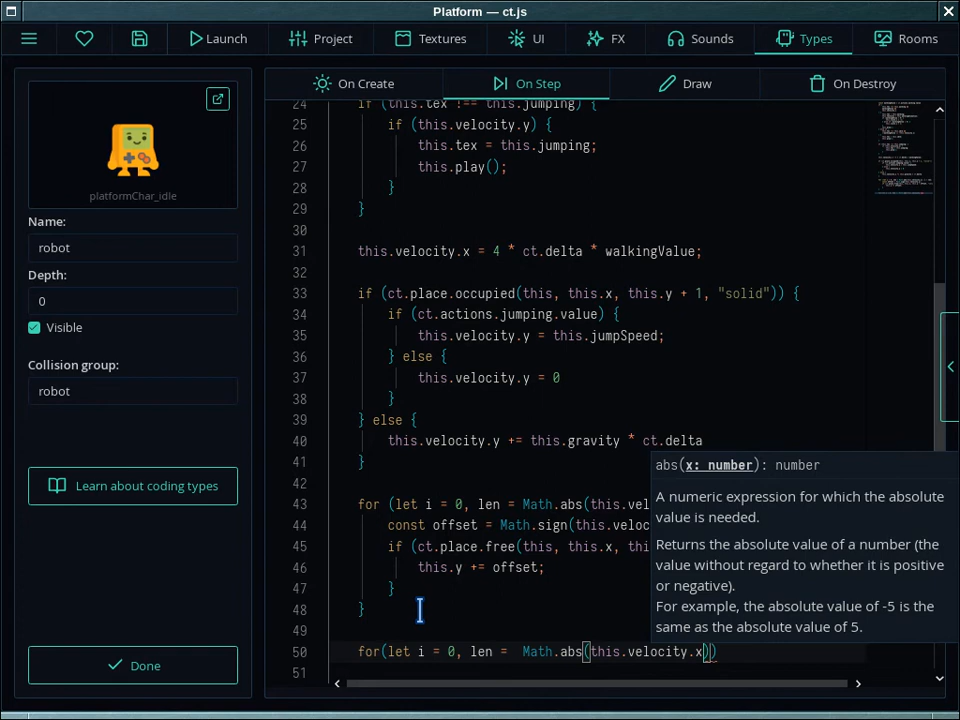 Platform — ct.js
Launch
Project
Textures
UI
FX
Sounds
Types
Rooms
platformChar_idle
Name:
robot
Depth:
0
Visible
Collision group:
robot
Learn about coding types
Done
On Create
On Step
Draw
On Destroy
24 if (this.tex !== this.jumping) {
25 if (this.velocity.y) {
26 this.tex = this.jumping;
27 this.play();
28 }
29 }
30
31 this.velocity.x = 4 * ct.delta * walkingValue;
32
33 if (ct.place.occupied(this, this.x, this.y + 1, "solid")) {
34 if (ct.actions.jumping.value) {
35 this.velocity.y = this.jumpSpeed;
36 } else {
37 this.velocity.y = 0
38 }
39 } else {
40 this.velocity.y += this.gravity * ct.delta
41 }
42
43 for (let i = 0, len = Math.abs(this.vel
44 const offset = Math.sign(this.veloc
45 if (ct.place.free(this, this.x, thi
46 this.y += offset;
47 }
48 }
49
50 for(let i = 0, len = Math.abs(this.velocity.x))
51
abs(x: number): number
A numeric expression for which the absolute
value is needed.
Returns the absolute value of a number (the
value without regard to whether it is positive
or negative).
For example, the absolute value of -5 is the
same as the absolute value of 5.